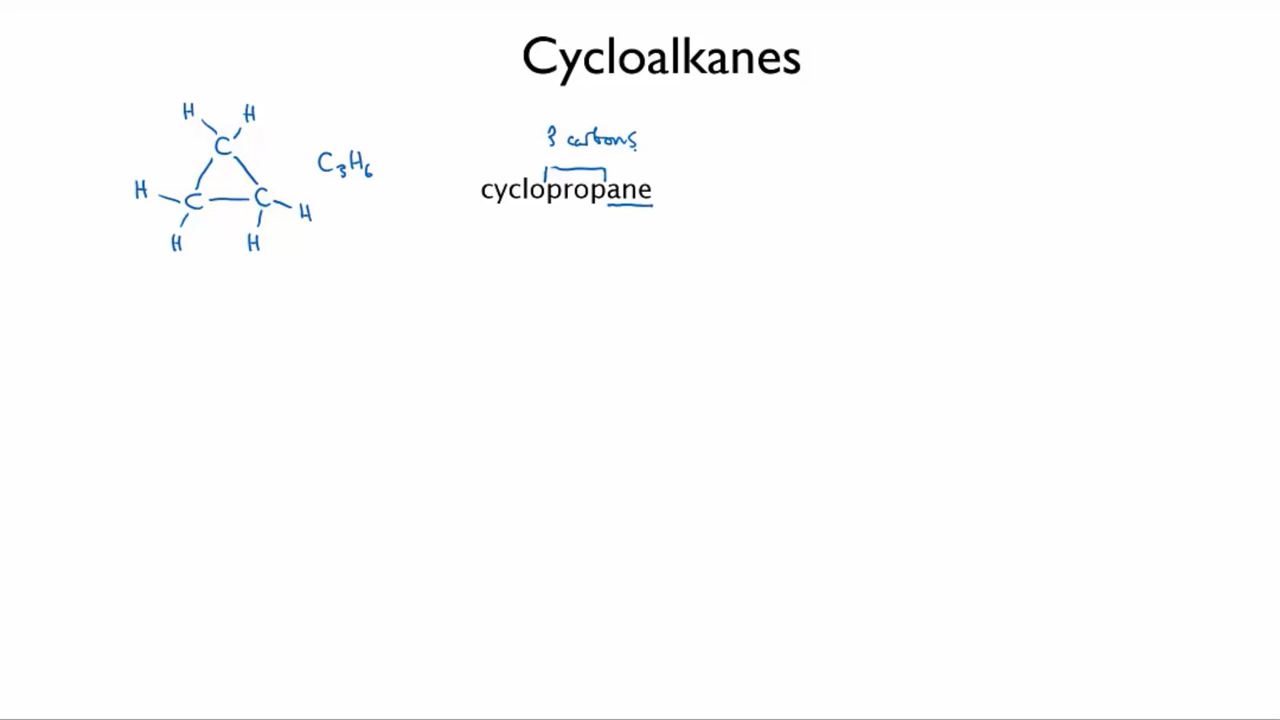 Cycloalkanes
H H
C
C₃H₆
H C C H
H H
3 carbons
cyclopropane